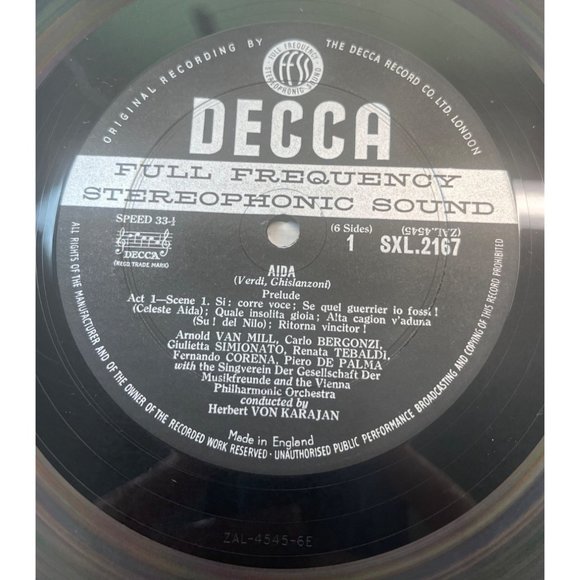 ORIGINAL RECORDING BY THE DECCA RECORD CO. LTD. LONDON
FULL FREQUENCY
ffss
STEREOPHONIC SOUND
DECCA
FULL FREQUENCY
STEREOPHONIC SOUND
SPEED 33⅓
(6 Sides) (ZAL.4545)
1 SXL.2167
DECCA
(REGD. TRADE MARK)
AIDA
(Verdi, Ghislanzoni)
Prelude
Act 1—Scene 1. Si: corre voce; Se quel guerrier io fossi!
(Celeste Aida); Quale insolita gioia; Alta cagion v'aduna
(Su! del Nilo); Ritorna vincitor!
Arnold VAN MILL, Carlo BERGONZI,
Giulietta SIMIONATO, Renata TEBALDI,
Fernando CORENA, Piero DE PALMA
with the Singverein Der Gesellschaft Der
Musikfreunde and the Vienna
Philharmonic Orchestra
conducted by
Herbert VON KARAJAN
Made in England
ALL RIGHTS OF THE MANUFACTURER AND OF THE OWNER OF THE RECORDED WORK RESERVED · UNAUTHORISED PUBLIC PERFORMANCE BROADCASTING AND COPYING OF THIS RECORD PROHIBITED
ZAL-4545-6E